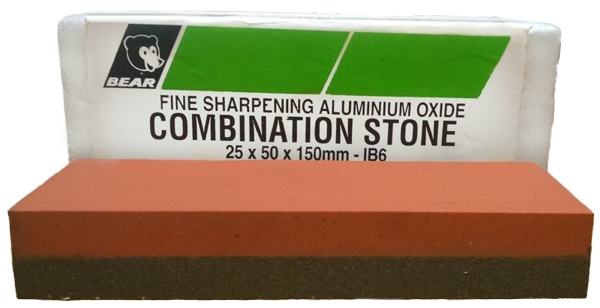 BEAR
FINE SHARPENING ALUMINIUM OXIDE
COMBINATION STONE
25 x 50 x 150mm - IB6